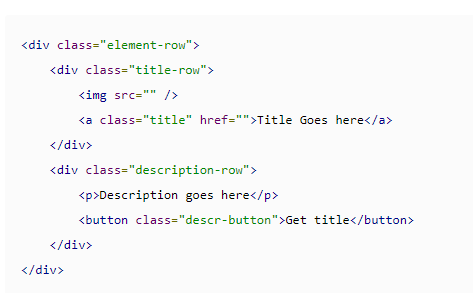 <div class="element-row">
    <div class="title-row">
        <img src="" />
        <a class="title" href="">Title Goes here</a>
    </div>
    <div class="description-row">
        <p>Description goes here</p>
        <button class="descr-button">Get title</button>
    </div>
</div>